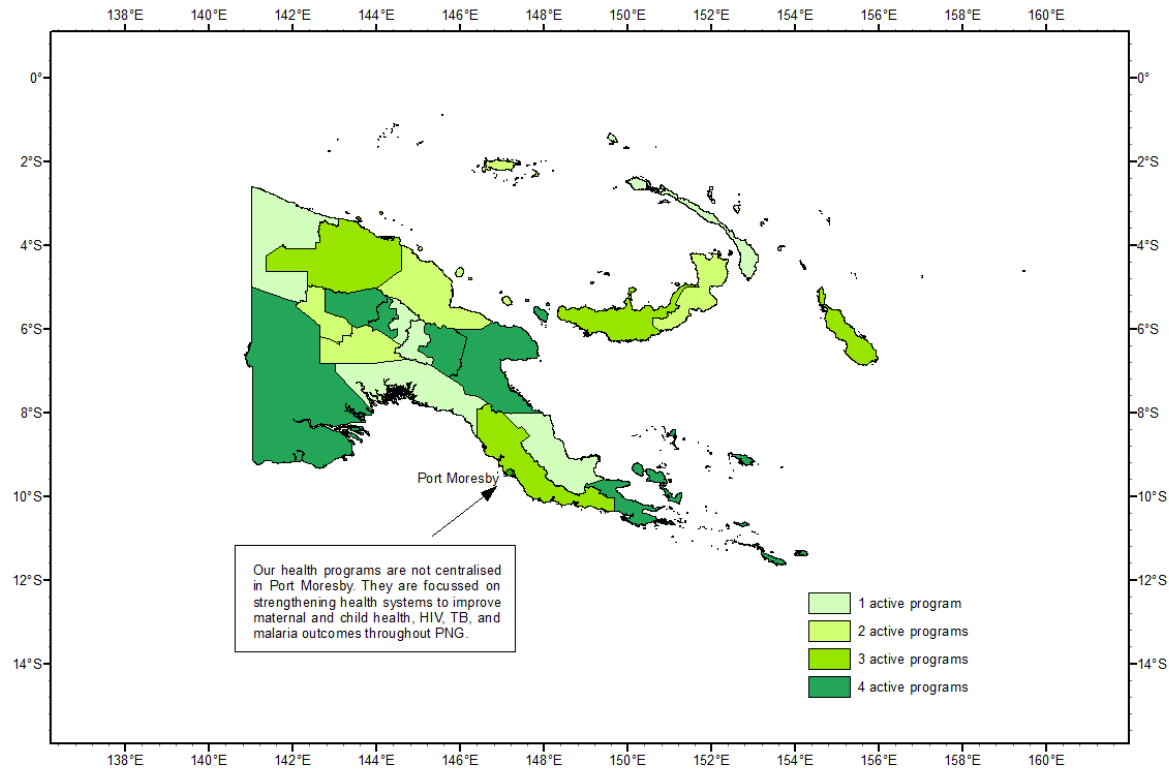 138°E 140°E 142°E 144°E 146°E 148°E 150°E 152°E 154°E 156°E 158°E 160°E
0° 0°
2°S 2°S
4°S 4°S
6°S 6°S
8°S 8°S
Port Moresby
10°S 10°S
Our health programs are not centralised
in Port Moresby. They are focussed on
strengthening health systems to improve
maternal and child health, HIV, TB, and
malaria outcomes throughout PNG.
12°S 12°S
1 active program
2 active programs
3 active programs
4 active programs
14°S 14°S
138°E 140°E 142°E 144°E 146°E 148°E 150°E 152°E 154°E 156°E 158°E 160°E